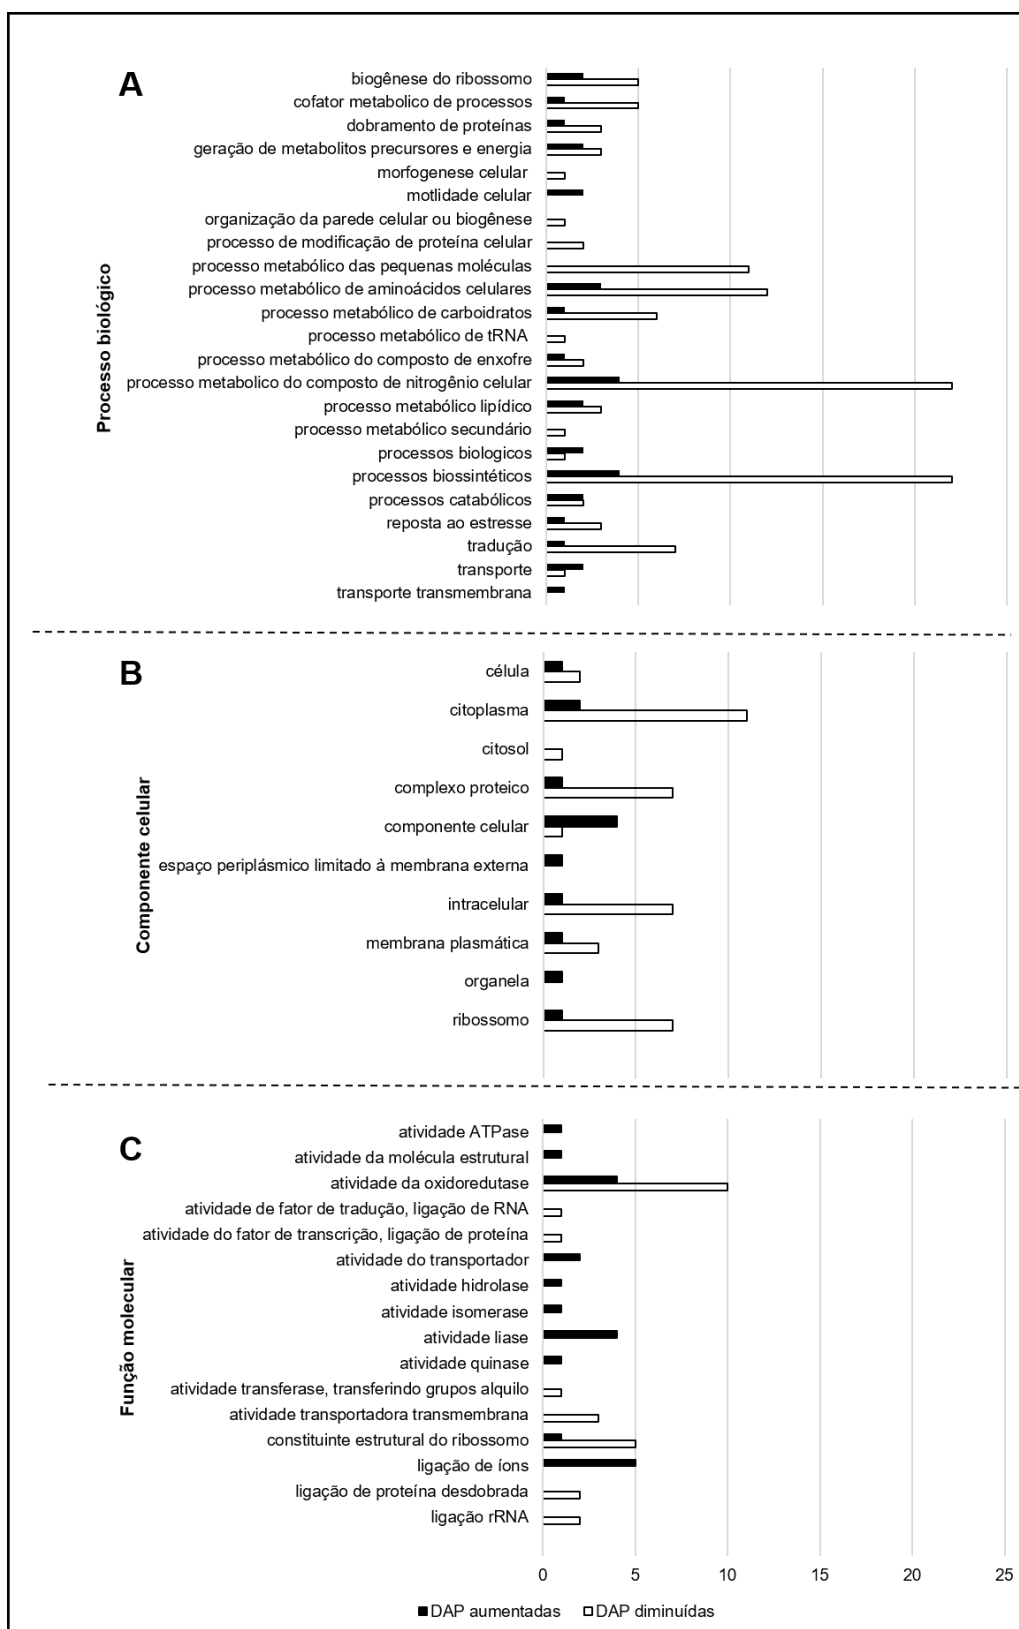 A
Processo biológico
biogênese do ribossomo
cofator metabolico de processos
dobramento de proteínas
geração de metabolitos precursores e energia
morfogenese celular
motlidade celular
organização da parede celular ou biogênese
processo de modificação de proteína celular
processo metabólico das pequenas moléculas
processo metabólico de aminoácidos celulares
processo metabólico de carboidratos
processo metabólico de tRNA
processo metabólico do composto de enxofre
processo metabolico do composto de nitrogênio celular
processo metabólico lipídico
processo metabólico secundário
processos biologicos
processos biossintéticos
processos catabólicos
reposta ao estresse
tradução
transporte
transporte transmembrana
B
Componente celular
célula
citoplasma
citosol
complexo proteico
componente celular
espaço periplásmico limitado à membrana externa
intracelular
membrana plasmática
organela
ribossomo
C
Função molecular
atividade ATPase
atividade da molécula estrutural
atividade da oxidoredutase
atividade de fator de tradução, ligação de RNA
atividade do fator de transcrição, ligação de proteína
atividade do transportador
atividade hidrolase
atividade isomerase
atividade liase
atividade quinase
atividade transferase, transferindo grupos alquilo
atividade transportadora transmembrana
constituinte estrutural do ribossomo
ligação de íons
ligação de proteína desdobrada
ligação rRNA
0 5 10 15 20 25
DAP aumentadas DAP diminuídas